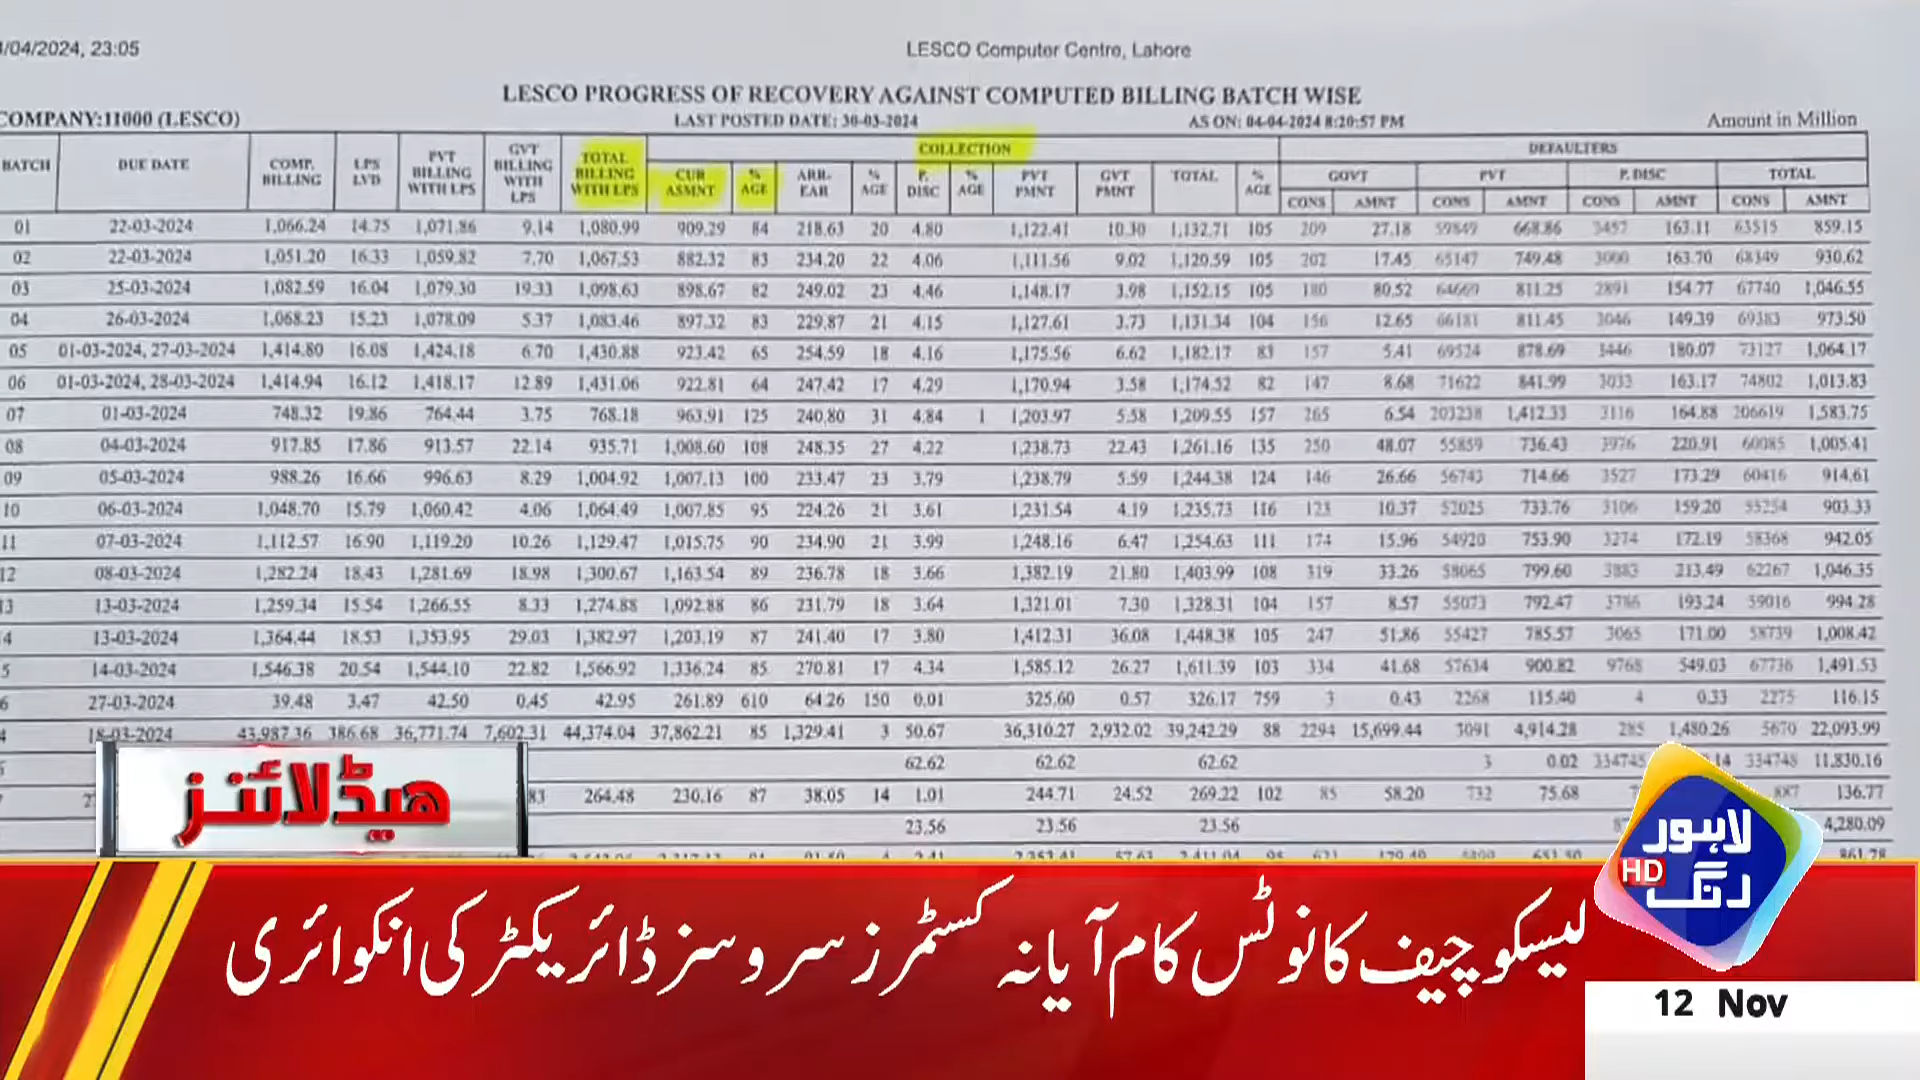 /04/2024, 23:05 LESCO Computer Centre, Lahore
LESCO PROGRESS OF RECOVERY AGAINST COMPUTED BILLING BATCH WISE
COMPANY:11000 (LESCO) LAST POSTED DATE: 30-03-2024 AS ON: 04-04-2024 8:20:57 PM Amount in Million
BATCH DUE DATE COMP. BILLING LPS LVD PVT BILLING WITH LPS GVT BILLING WITH LPS TOTAL BILLING WITH LPS COLLECTION DEFAULTERS
CUR ASMNT % AGE ARR-EAR % AGE P. DISC % AGE PVT PMNT GVT PMNT TOTAL % AGE GOVT PVT P. DISC TOTAL
CONS AMNT CONS AMNT CONS AMNT CONS AMNT
01 22-03-2024 1,066.24 14.75 1,071.86 9.14 1,080.99 909.29 84 218.63 20 4.80 1,122.41 10.30 1,132.71 105 209 27.18 59849 668.86 3457 163.11 63515 859.15
02 22-03-2024 1,051.20 16.33 1,059.82 7.70 1,067.53 882.32 83 234.20 22 4.06 1,111.56 9.02 1,120.59 105 202 17.45 65147 749.48 3000 163.70 68349 930.62
03 25-03-2024 1,082.59 16.04 1,079.30 19.33 1,098.63 898.67 82 249.02 23 4.46 1,148.17 3.98 1,152.15 105 180 80.52 64669 811.25 2891 154.77 67740 1,046.55
04 26-03-2024 1,068.23 15.23 1,078.09 5.37 1,083.46 897.32 83 229.87 21 4.15 1,127.61 3.73 1,131.34 104 156 12.65 66181 811.45 3046 149.39 69383 973.50
05 01-03-2024, 27-03-2024 1,414.80 16.08 1,424.18 6.70 1,430.88 923.42 65 254.59 18 4.16 1,175.56 6.62 1,182.17 83 157 5.41 69524 878.69 3446 180.07 73127 1,064.17
06 01-03-2024, 28-03-2024 1,414.94 16.12 1,418.17 12.89 1,431.06 922.81 64 247.42 17 4.29 1,170.94 3.58 1,174.52 82 147 8.68 71622 841.99 3033 163.17 74802 1,013.83
07 01-03-2024 748.32 19.86 764.44 3.75 768.18 963.91 125 240.80 31 4.84 1 1,203.97 5.58 1,209.55 157 265 6.54 203238 1,412.33 3116 164.88 206619 1,583.75
08 04-03-2024 917.85 17.86 913.57 22.14 935.71 1,008.60 108 248.35 27 4.22 1,238.73 22.43 1,261.16 135 250 48.07 55859 736.43 3976 220.91 60085 1,005.41
09 05-03-2024 988.26 16.66 996.63 8.29 1,004.92 1,007.13 100 233.47 23 3.79 1,238.79 5.59 1,244.38 124 146 26.66 56743 714.66 3527 173.29 60416 914.61
10 06-03-2024 1,048.70 15.79 1,060.42 4.06 1,064.49 1,007.85 95 224.26 21 3.61 1,231.54 4.19 1,235.73 116 123 10.37 52025 733.76 3106 159.20 55254 903.33
11 07-03-2024 1,112.57 16.90 1,119.20 10.26 1,129.47 1,015.75 90 234.90 21 3.99 1,248.16 6.47 1,254.63 111 174 15.96 54920 753.90 3274 172.19 58368 942.05
12 08-03-2024 1,282.24 18.43 1,281.69 18.98 1,300.67 1,163.54 89 236.78 18 3.66 1,382.19 21.80 1,403.99 108 319 33.26 58065 799.60 3883 213.49 62267 1,046.35
13 13-03-2024 1,259.34 15.54 1,266.55 8.33 1,274.88 1,092.88 86 231.79 18 3.64 1,321.01 7.30 1,328.31 104 157 8.57 55073 792.47 3786 193.24 59016 994.28
4 13-03-2024 1,364.44 18.53 1,353.95 29.03 1,382.97 1,203.19 87 241.40 17 3.80 1,412.31 36.08 1,448.38 105 247 51.86 55427 785.57 3065 171.00 58739 1,008.42
5 14-03-2024 1,546.38 20.54 1,544.10 22.82 1,566.92 1,336.24 85 270.81 17 4.34 1,585.12 26.27 1,611.39 103 334 41.68 57634 900.82 9768 549.03 67736 1,491.53
6 27-03-2024 39.48 3.47 42.50 0.45 42.95 261.89 610 64.26 150 0.01 325.60 0.57 326.17 759 3 0.43 2268 115.40 4 0.33 2275 116.15
4 18-03-2024 43,987.36 386.68 36,771.74 7,602.31 44,374.04 37,862.21 85 1,329.41 3 50.67 36,310.27 2,932.02 39,242.29 88 2294 15,699.44 3091 4,914.28 285 1,480.26 5670 22,093.99
62.62 62.62 62.62 3 0.02 334745 14 334748 11,830.16
83 264.48 230.16 87 38.05 14 1.01 244.71 24.52 269.22 102 85 58.20 732 75.68 887 136.77
23.56 23.56 23.56 4,280.09
ہیڈلائنز
لاہور رنگ
HD
لیسکو چیف کا نوٹس کام آیا نہ کسٹمرز سروسز ڈائریکٹر کی انکوائری
12 Nov